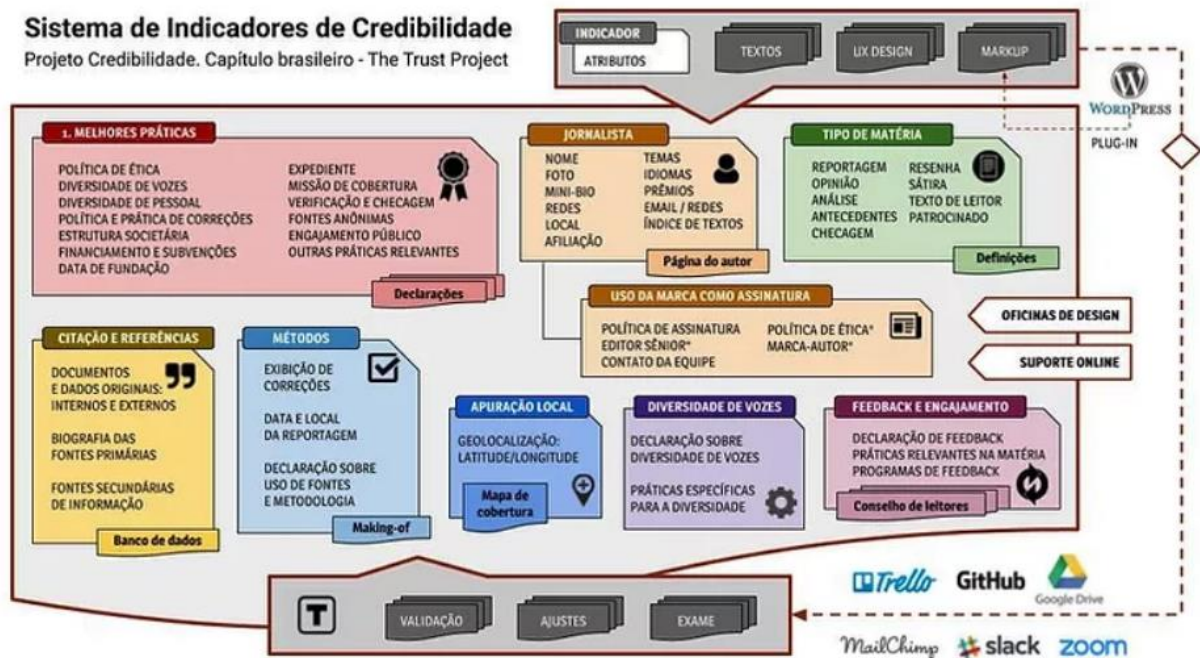 Sistema de Indicadores de Credibilidade
Projeto Credibilidade. Capítulo brasileiro - The Trust Project
INDICADOR
ATRIBUTOS
TEXTOS
UX DESIGN
MARKUP
WORDPRESS
PLUG-IN
1. MELHORES PRÁTICAS
POLÍTICA DE ÉTICA
DIVERSIDADE DE VOZES
DIVERSIDADE DE PESSOAL
POLÍTICA E PRÁTICA DE CORREÇÕES
ESTRUTURA SOCIETÁRIA
FINANCIAMENTO E SUBVENÇÕES
DATA DE FUNDAÇÃO
EXPEDIENTE
MISSÃO DE COBERTURA
VERIFICAÇÃO E CHECAGEM
FONTES ANÔNIMAS
ENGAJAMENTO PÚBLICO
OUTRAS PRÁTICAS RELEVANTES
Declarações
JORNALISTA
NOME
FOTO
MINI-BIO
REDES
LOCAL
AFILIAÇÃO
TEMAS
IDIOMAS
PRÊMIOS
EMAIL / REDES
ÍNDICE DE TEXTOS
Página do autor
TIPO DE MATÉRIA
REPORTAGEM
OPINIÃO
ANÁLISE
ANTECEDENTES
CHECAGEM
RESENHA
SÁTIRA
TEXTO DE LEITOR
PATROCINADO
Definições
USO DA MARCA COMO ASSINATURA
POLÍTICA DE ASSINATURA
EDITOR SÊNIOR*
CONTATO DA EQUIPE
POLÍTICA DE ÉTICA*
MARCA-AUTOR*
OFICINAS DE DESIGN
SUPORTE ONLINE
CITAÇÃO E REFERÊNCIAS
DOCUMENTOS
E DADOS ORIGINAIS:
INTERNOS E EXTERNOS
BIOGRAFIA DAS
FONTES PRIMÁRIAS
FONTES SECUNDÁRIAS
DE INFORMAÇÃO
Banco de dados
MÉTODOS
EXIBIÇÃO DE
CORREÇÕES
DATA E LOCAL
DA REPORTAGEM
DECLARAÇÃO SOBRE
USO DE FONTES
E METODOLOGIA
Making-of
APURAÇÃO LOCAL
GEOLOCALIZAÇÃO:
LATITUDE/LONGITUDE
Mapa de
cobertura
DIVERSIDADE DE VOZES
DECLARAÇÃO SOBRE
DIVERSIDADE DE VOZES
PRÁTICAS ESPECÍFICAS
PARA A DIVERSIDADE
FEEDBACK E ENGAJAMENTO
DECLARAÇÃO DE FEEDBACK
PRÁTICAS RELEVANTES NA MATÉRIA
PROGRAMAS DE FEEDBACK
Conselho de leitores
T
VALIDAÇÃO
AJUSTES
EXAME
Trello
GitHub
Google Drive
MailChimp
slack
zoom